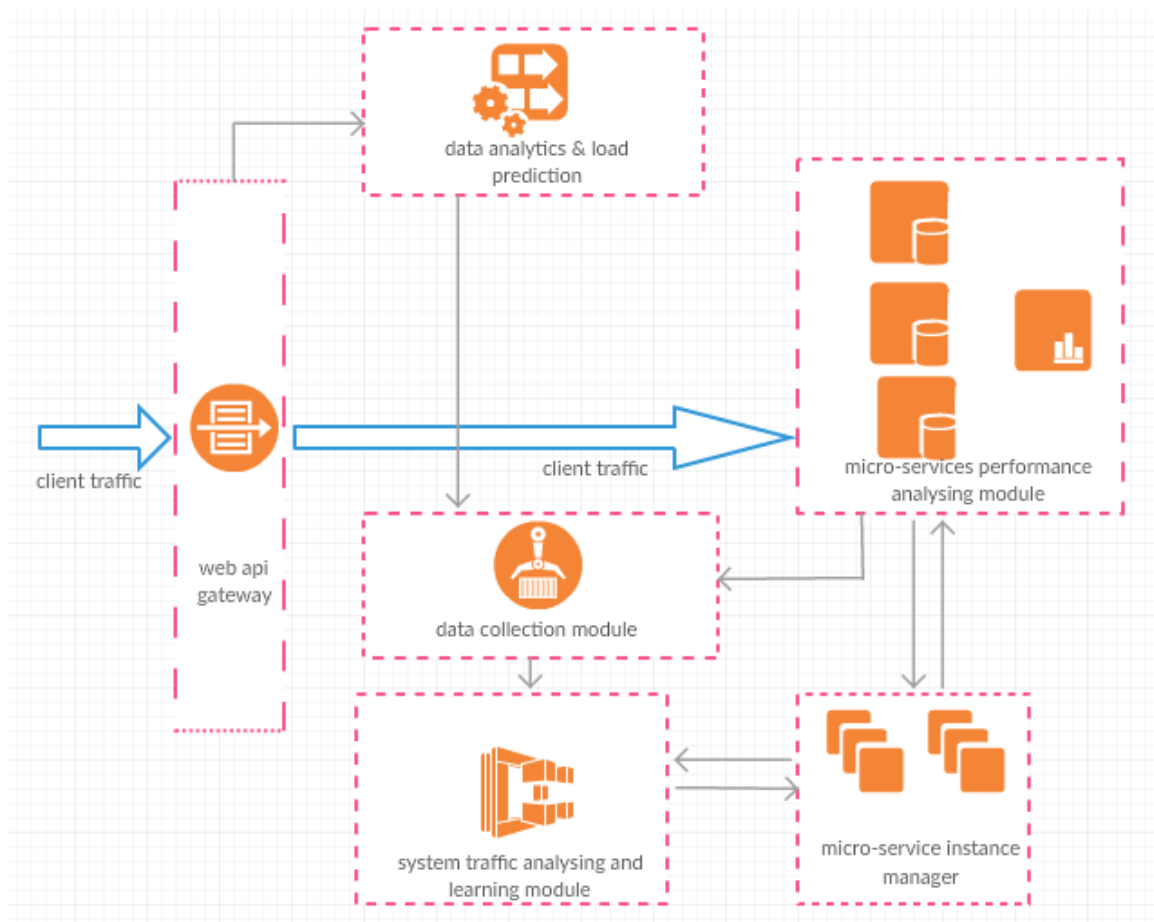 data analytics & load
prediction
client traffic
client traffic
micro-services performance
analysing module
web api
gateway
data collection module
system traffic analysing and
learning module
micro-service instance
manager